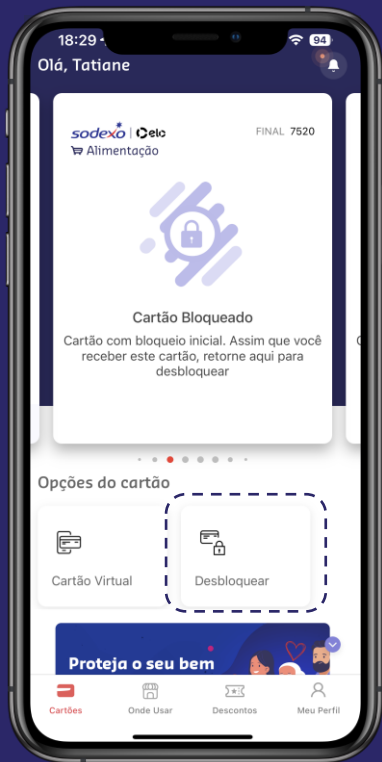 18:29
94
Olá, Tatiane
sodexo | elo
FINAL 7520
Alimentação
Cartão Bloqueado
Cartão com bloqueio inicial. Assim que você
receber este cartão, retorne aqui para
desbloquear
Opções do cartão
Cartão Virtual
Desbloquear
Proteja o seu bem
Cartões
Onde Usar
Descontos
Meu Perfil